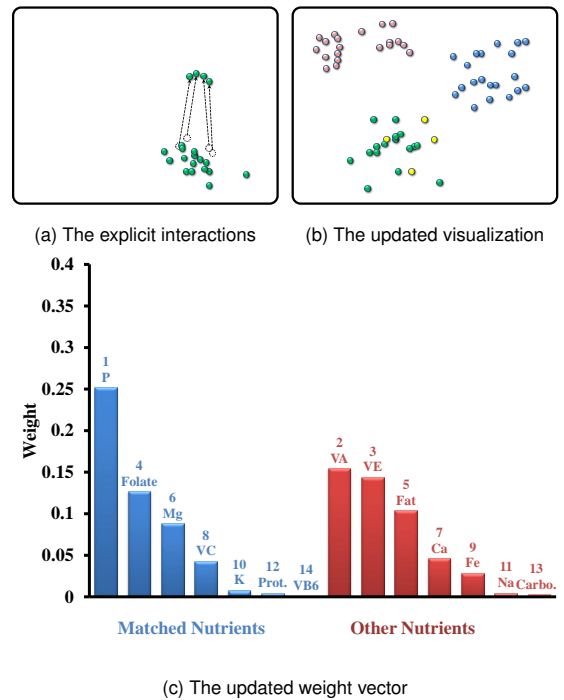 (a) The explicit interactions
(b) The updated visualization
0.4
0.35
0.3
0.25
0.2
0.15
0.1
0.05
0
Weight
1
P
4
Folate
6
Mg
8
VC
10
K
12
Prot.
14
VB6
2
VA
3
VE
5
Fat
7
Ca
9
Fe
11
Na
13
Carbo.
Matched Nutrients
Other Nutrients
(c) The updated weight vector